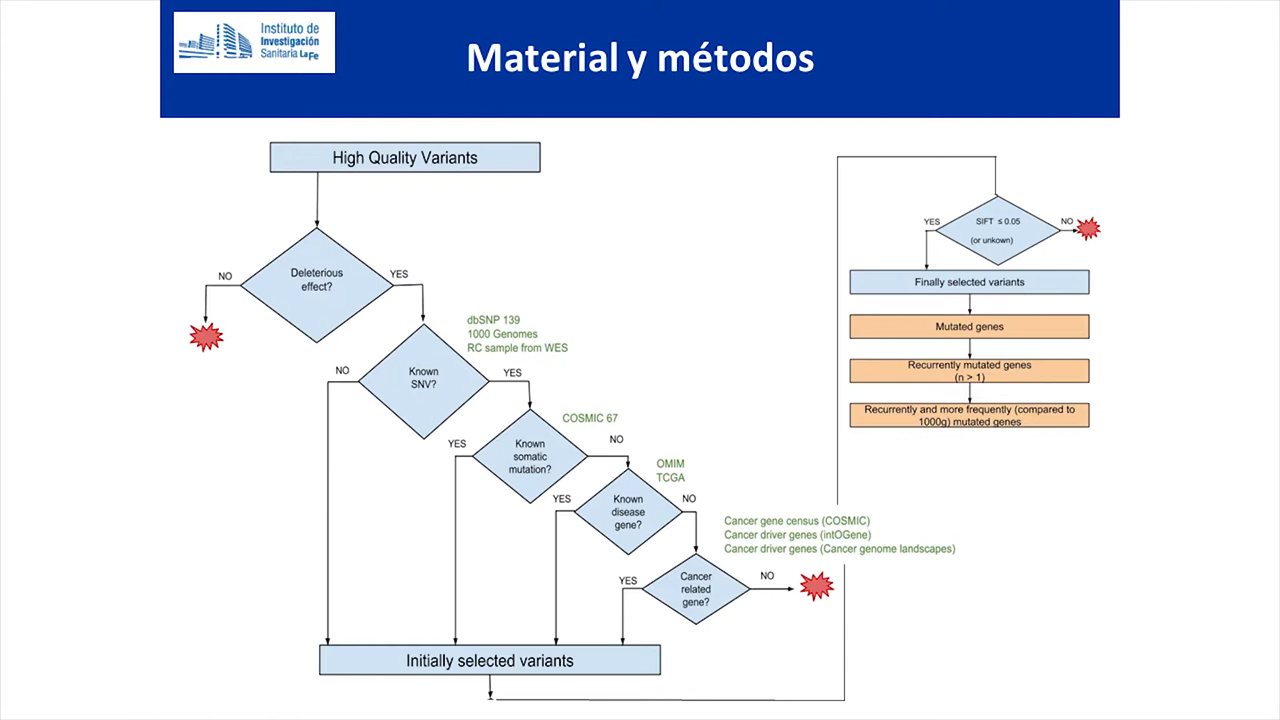 Instituto de
Investigación
Sanitaria La Fe
Material y métodos
High Quality Variants
Deleterious
effect?
NO
YES
dbSNP 139
1000 Genomes
RC sample from WES
Known
SNV?
NO
YES
COSMIC 67
Known
somatic
mutation?
YES
NO
OMIM
TCGA
Known
disease
gene?
YES
NO
Cancer gene census (COSMIC)
Cancer driver genes (intOGene)
Cancer driver genes (Cancer genome landscapes)
Cancer
related
gene?
YES
NO
Initially selected variants
SIFT ≤ 0.05
(or unkown)
YES
NO
Finally selected variants
Mutated genes
Recurrently mutated genes
(n > 1)
Recurrently and more frequently (compared to
1000g) mutated genes